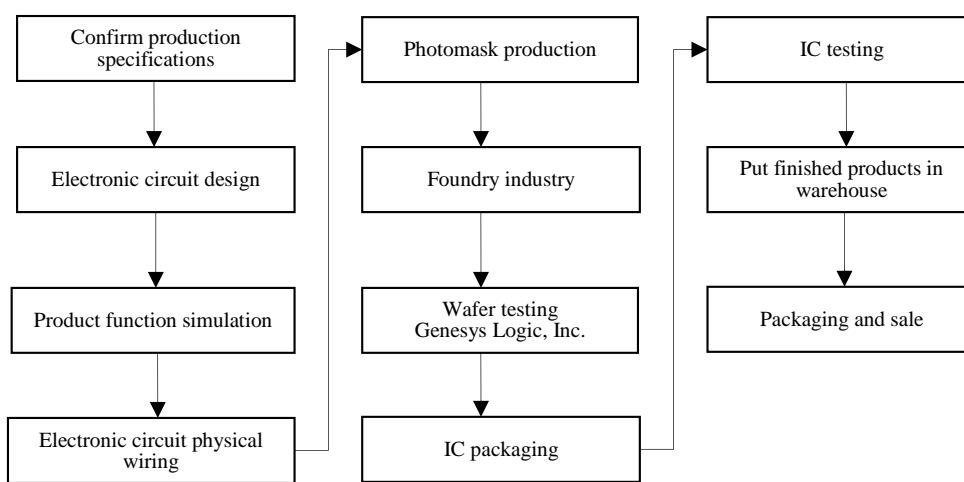 Confirm production
specifications
Electronic circuit design
Product function simulation
Electronic circuit physical
wiring
Photomask production
Foundry industry
Wafer testing
Genesys Logic, Inc.
IC packaging
IC testing
Put finished products in
warehouse
Packaging and sale